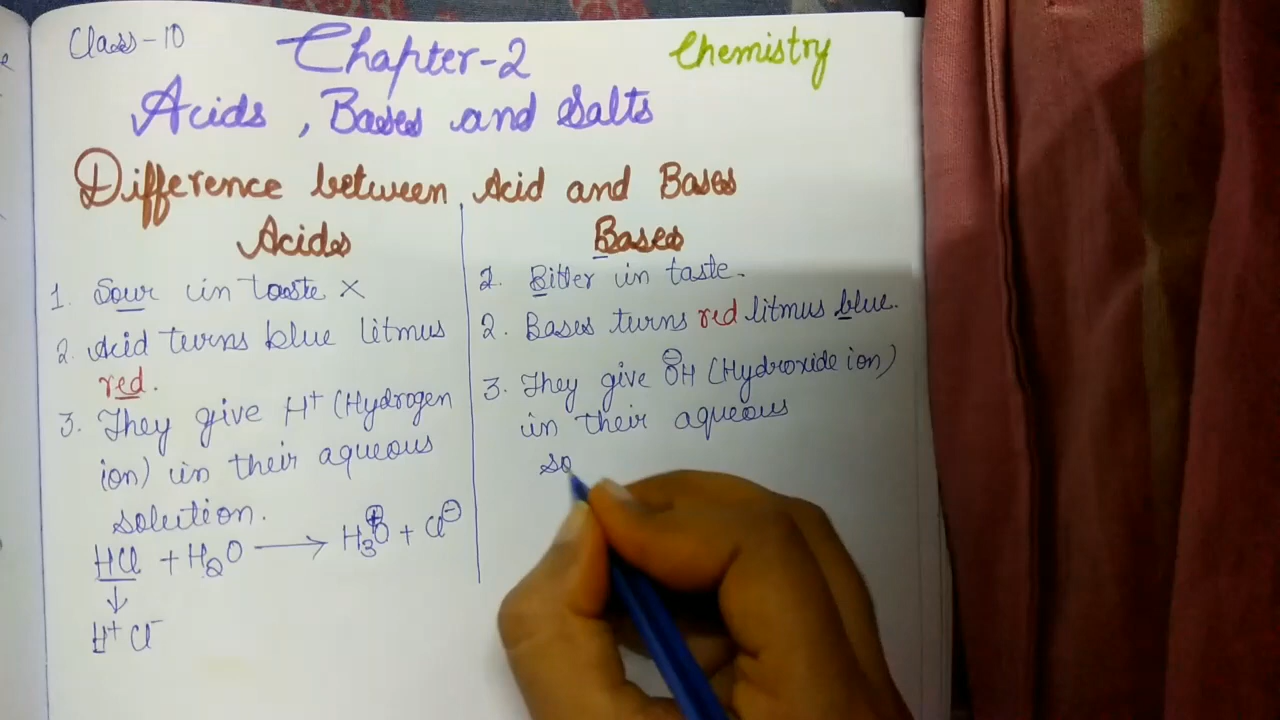 Class-10
Chapter-2
Chemistry
Acids, Bases and Salts
Difference between Acid and Bases
Acids
1. Sour in taste ×
2. Acid turns blue litmus
red.
3. They give H⁺ (Hydrogen
ion) in their aqueous
solution.
HCl + H₂O ⟶ H₃O⊕ + Cl⊖
↓
H⁺ Cl⁻
Bases
1. Bitter in taste.
2. Bases turns red litmus blue.
3. They give ⊖OH (Hydroxide ion)
in their aqueous
so